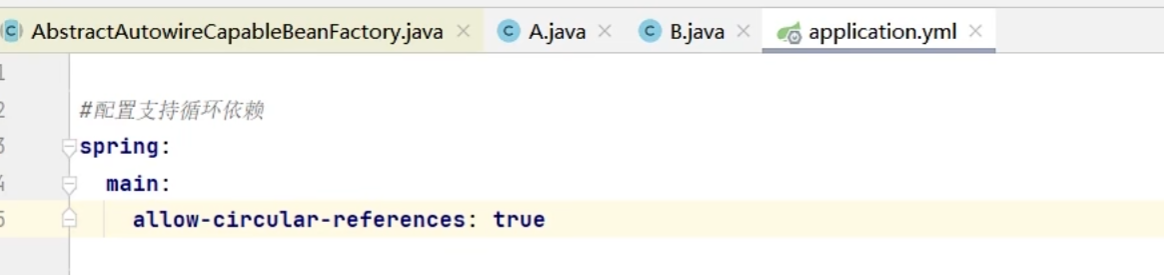 AbstractAutowireCapableBeanFactory.java A.java B.java application.yml
1
2 #配置支持循环依赖
3 spring:
4 main:
5 allow-circular-references: true